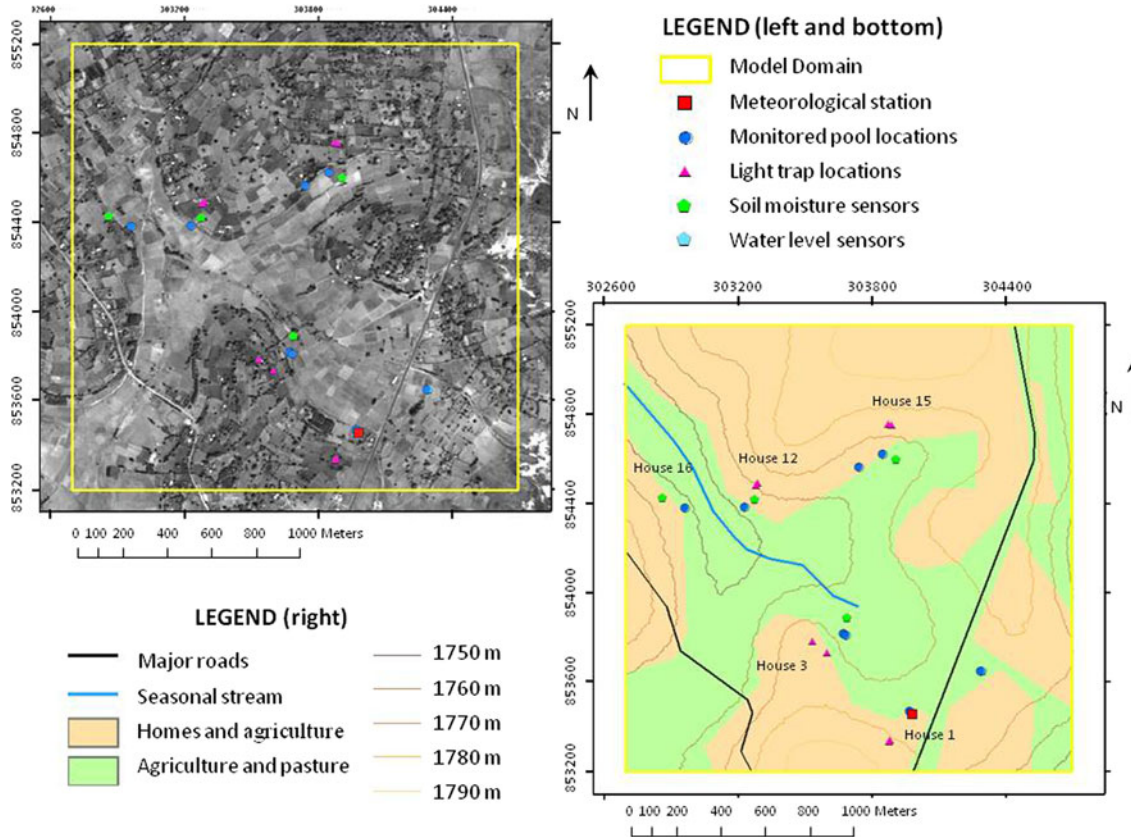 302600 303200 303800 304400
855200
854800
854400
854000
853600
853200
0 100 200 400 600 800 1000 Meters
N
LEGEND (left and bottom)
Model Domain
Meteorological station
Monitored pool locations
Light trap locations
Soil moisture sensors
Water level sensors
LEGEND (right)
Major roads
Seasonal stream
Homes and agriculture
Agriculture and pasture
1750 m
1760 m
1770 m
1780 m
1790 m
302600 303200 303800 304400
855200
854800
854400
854000
853600
853200
House 15
House 12
House 16
House 3
House 1
N
0 100 200 400 600 800 1000 Meters